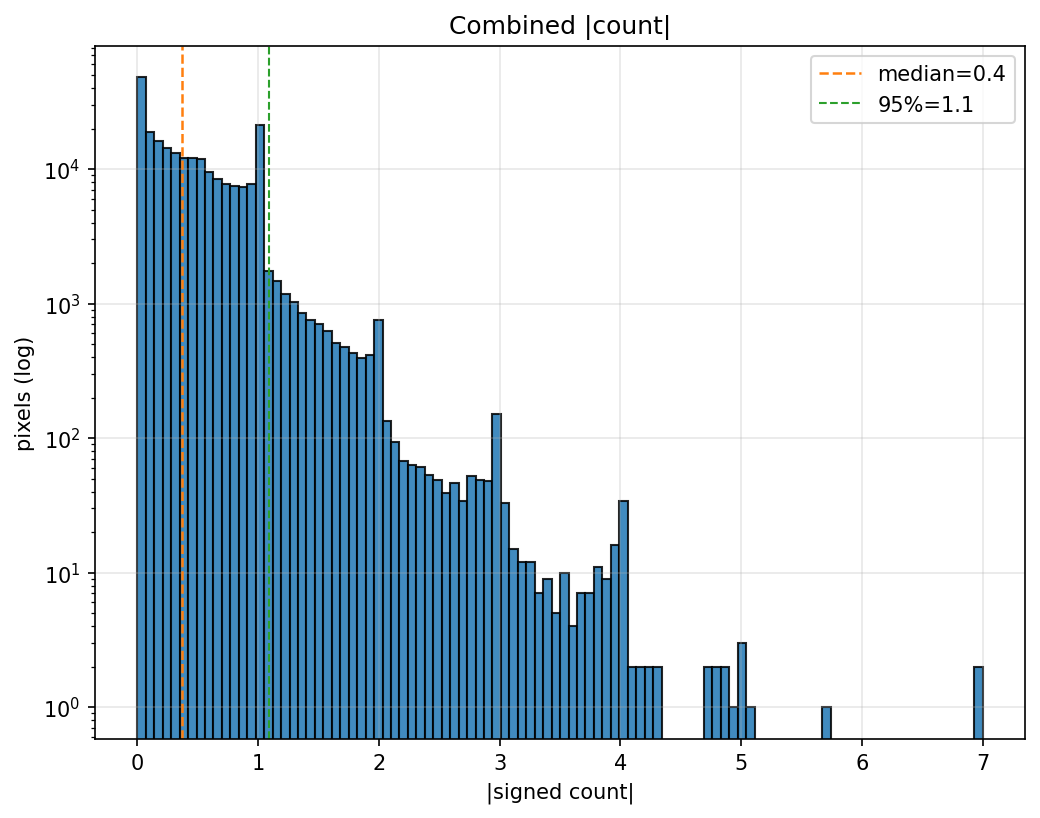 Combined |count|
median=0.4
95%=1.1
pixels (log)
10⁴
10³
10²
10¹
10⁰
0 1 2 3 4 5 6 7
|signed count|